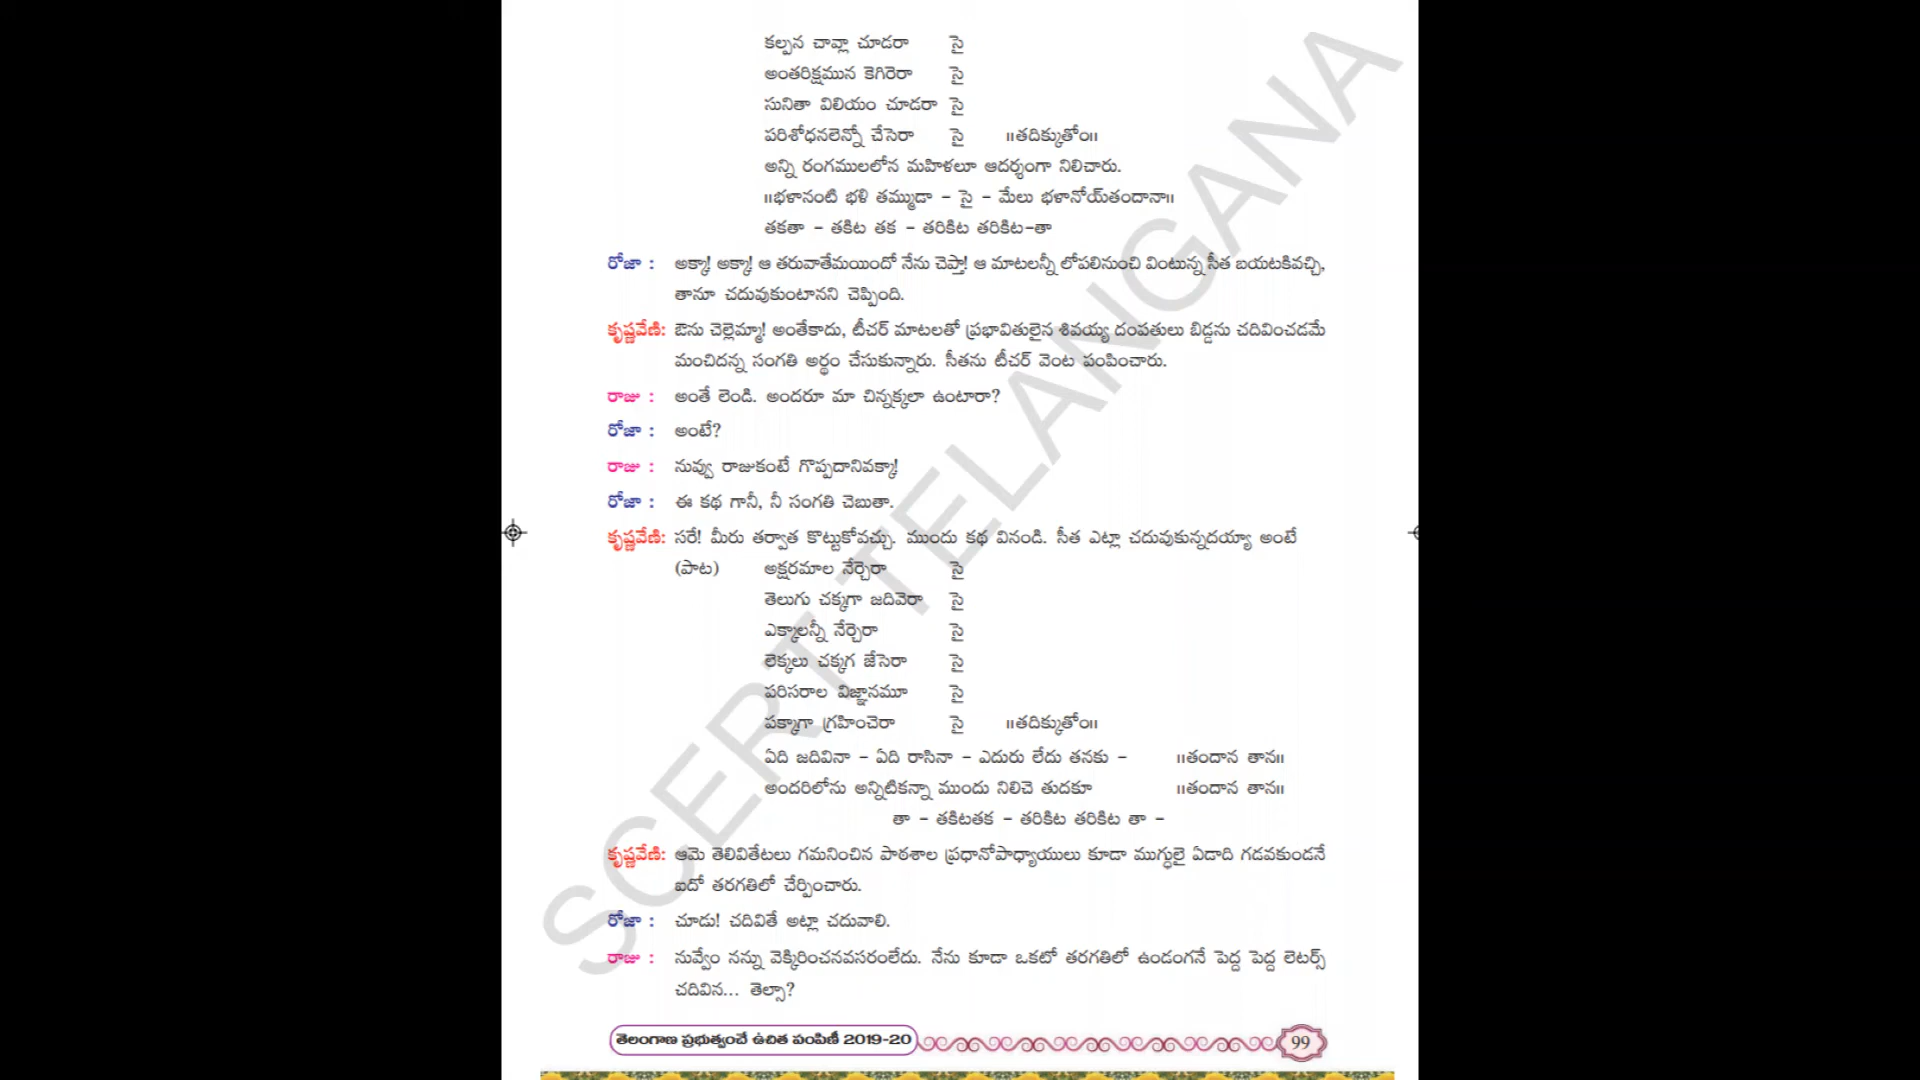 కల్పన చావ్లా చూడరా సై
అంతరిక్షమున కెగిరెరా సై
సునితా విలియం చూడరా సై
పరిశోధనలెన్నో చేసెరా సై ॥తదిక్కుతోం॥
అన్ని రంగములలోన మహిళలూ ఆదర్శంగా నిలిచారు.
॥భళానంటి భళి తమ్ముడా - సై - మేలు భళానోయ్‌తందానా॥
తకతా - తకిట తక - తరికిట తరికిట-తా
రోజా : అక్కా! అక్కా! ఆ తరువాతేమయిందో నేను చెప్తా! ఆ మాటలన్నీ లోపలినుంచి వింటున్న సీత బయటకివచ్చి,
తానూ చదువుకుంటానని చెప్పింది.
కృష్ణవేణి: ఔను చెల్లెమ్మా! అంతేకాదు, టీచర్ మాటలతో ప్రభావితులైన శివయ్య దంపతులు బిడ్డను చదివించడమే
మంచిదన్న సంగతి అర్థం చేసుకున్నారు. సీతను టీచర్ వెంట పంపించారు.
రాజు : అంతే లెండి. అందరూ మా చిన్నక్కలా ఉంటారా?
రోజా : అంటే?
రాజు : నువ్వు రాజుకంటే గొప్పదానివక్కా!
రోజా : ఈ కథ గానీ, నీ సంగతి చెబుతా.
కృష్ణవేణి: సరే! మీరు తర్వాత కొట్టుకోవచ్చు. ముందు కథ వినండి. సీత ఎట్లా చదువుకున్నదయ్యా అంటే
(పాట) అక్షరమాల నేర్చెరా సై
తెలుగు చక్కగా జదివెరా సై
ఎక్కాలన్నీ నేర్చెరా సై
లెక్కలు చక్కగ జేసెరా సై
పరిసరాల విజ్ఞానమూ సై
పక్కాగా గ్రహించెరా సై ॥తదిక్కుతోం॥
ఏది జదివినా - ఏది రాసినా - ఎదురు లేదు తనకు - ॥తందాన తాన॥
అందరిలోను అన్నిటికన్నా ముందు నిలిచె తుదకూ ॥తందాన తాన॥
తా - తకిటతక - తరికిట తరికిట తా -
కృష్ణవేణి: ఆమె తెలివితేటలు గమనించిన పాఠశాల ప్రధానోపాధ్యాయులు కూడా ముగ్ధులై ఏడాది గడవకుండనే
ఐదో తరగతిలో చేర్పించారు.
రోజా : చూడు! చదివితే అట్లా చదువాలి.
రాజు : నువ్వేం నన్ను వెక్కిరించనవసరంలేదు. నేను కూడా ఒకటో తరగతిలో ఉండంగనే పెద్ద పెద్ద లెటర్స్
చదివిన... తెల్సా?
తెలంగాణ ప్రభుత్వంచే ఉచిత పంపిణీ 2019-20
99
SCERT TELANGANA